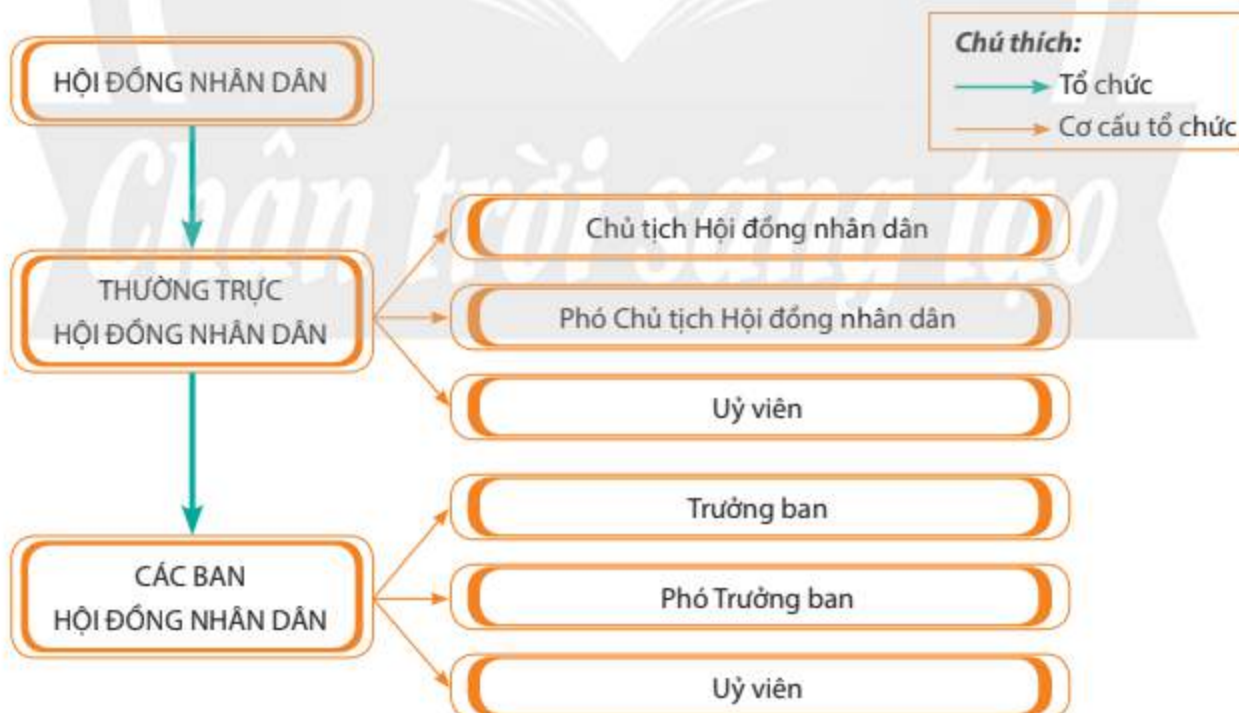 HỘI ĐỒNG NHÂN DÂN
Chú thích:
Tổ chức
Cơ cấu tổ chức
Chân trời sáng tạo
THƯỜNG TRỰC
HỘI ĐỒNG NHÂN DÂN
Chủ tịch Hội đồng nhân dân
Phó Chủ tịch Hội đồng nhân dân
Uỷ viên
CÁC BAN
HỘI ĐỒNG NHÂN DÂN
Trưởng ban
Phó Trưởng ban
Uỷ viên